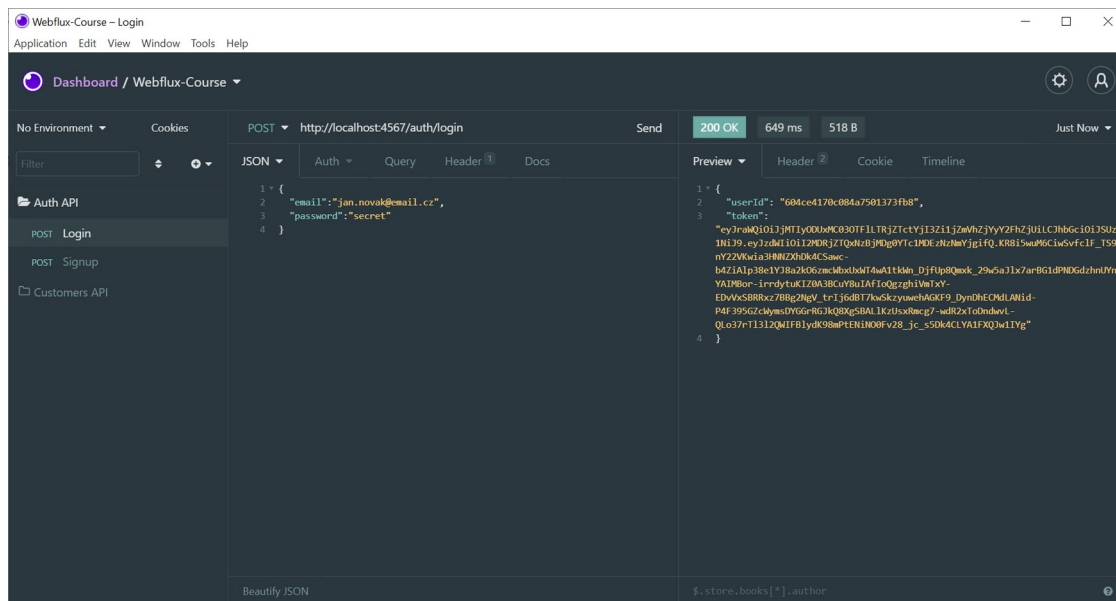 Webflux-Course – Login
Application Edit View Window Tools Help
Dashboard / Webflux-Course
No Environment Cookies
POST http://localhost:4567/auth/login Send
200 OK 649 ms 518 B Just Now
Filter
JSON Auth Query Header 1 Docs
Preview Header 2 Cookie Timeline
Auth API
POST Login
POST Signup
Customers API
1 {
2 "email":"jan.novak@email.cz",
3 "password":"secret"
4 }
1 {
2 "userId": "604ce4170c084a7501373fb8",
3 "token":
4 }
Beautify JSON
$.store.books[*].author